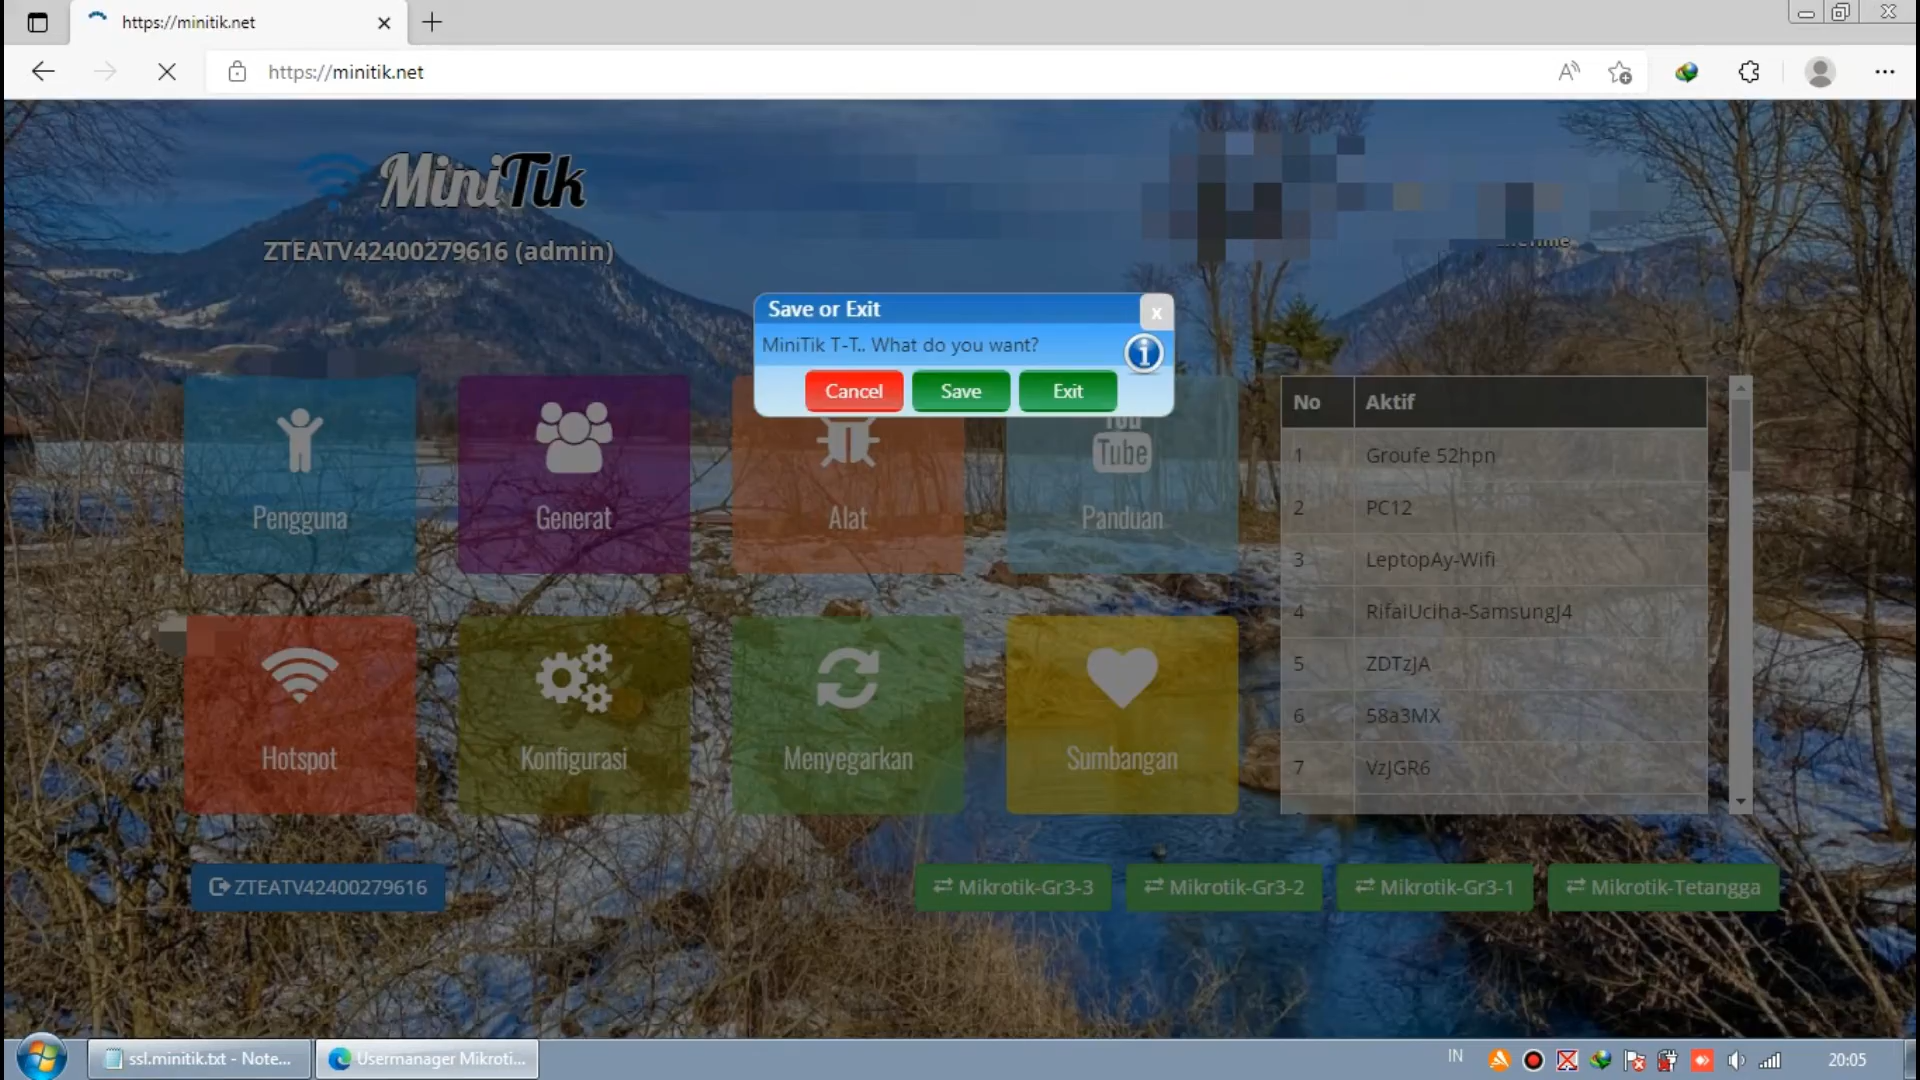 https://minitik.net
https://minitik.net
MiniTik
ZTEATV42400279616 (admin)
Save or Exit
x
MiniTik T-T.. What do you want?
Cancel
Save
Exit
Pengguna
Generat
Alat
You
Tube
Panduan
Hotspot
Konfigurasi
Menyegarkan
Sumbangan
No Aktif
1 Groufe 52hpn
2 PC12
3 LeptopAy-Wifi
4 RifaiUciha-SamsungJ4
5 ZDTzJA
6 58a3MX
7 VzJGR6
ZTEATV42400279616
Mikrotik-Gr3-3
Mikrotik-Gr3-2
Mikrotik-Gr3-1
Mikrotik-Tetangga
ssl.minitik.txt - Note...
Usermanager Mikroti...
IN
20:05